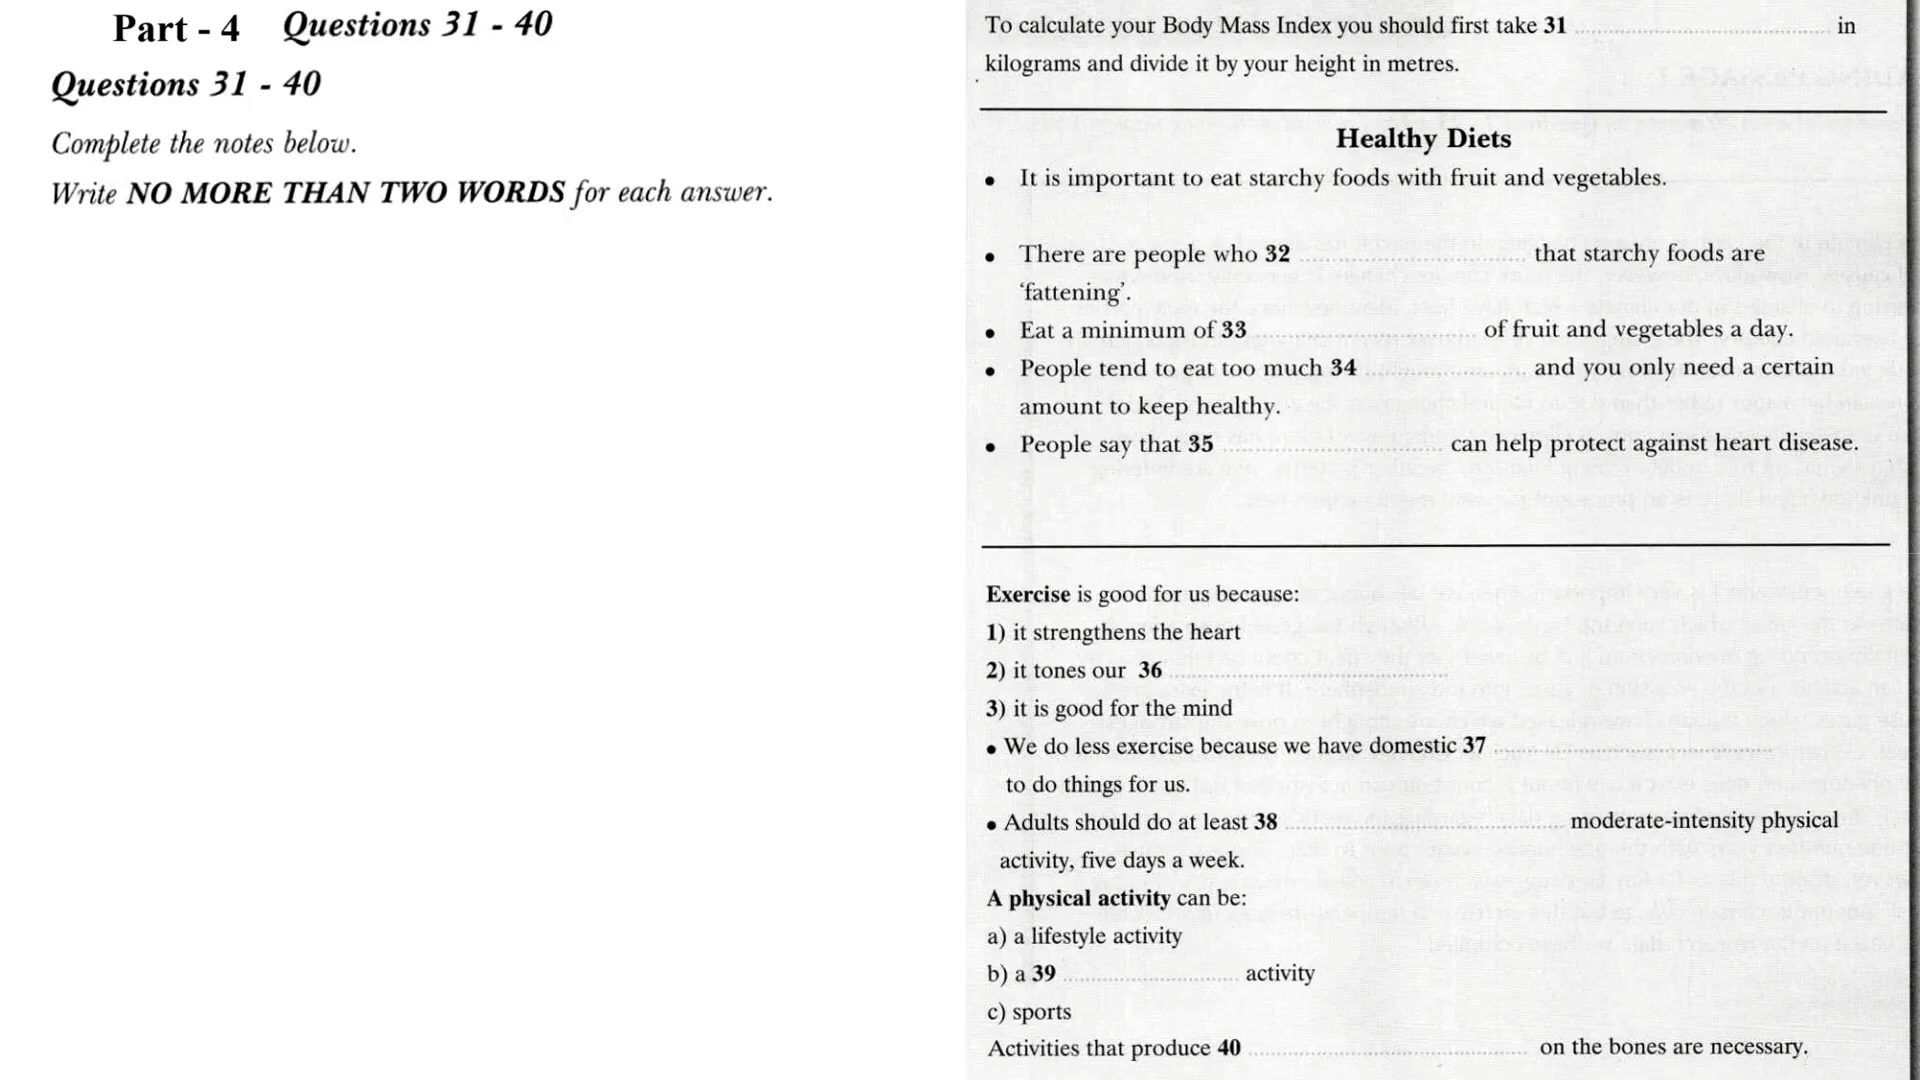 Part - 4 Questions 31 - 40
Questions 31 - 40
Complete the notes below.
Write NO MORE THAN TWO WORDS for each answer.
To calculate your Body Mass Index you should first take 31 ........................ in
kilograms and divide it by your height in metres.
Healthy Diets
• It is important to eat starchy foods with fruit and vegetables.
• There are people who 32 ........................ that starchy foods are
‘fattening’.
• Eat a minimum of 33 ........................ of fruit and vegetables a day.
• People tend to eat too much 34 ........................ and you only need a certain
amount to keep healthy.
• People say that 35 ........................ can help protect against heart disease.
Exercise is good for us because:
1) it strengthens the heart
2) it tones our 36 ........................
3) it is good for the mind
• We do less exercise because we have domestic 37 ........................
to do things for us.
• Adults should do at least 38 ........................ moderate-intensity physical
activity, five days a week.
A physical activity can be:
a) a lifestyle activity
b) a 39 ........................ activity
c) sports
Activities that produce 40 ........................ on the bones are necessary.